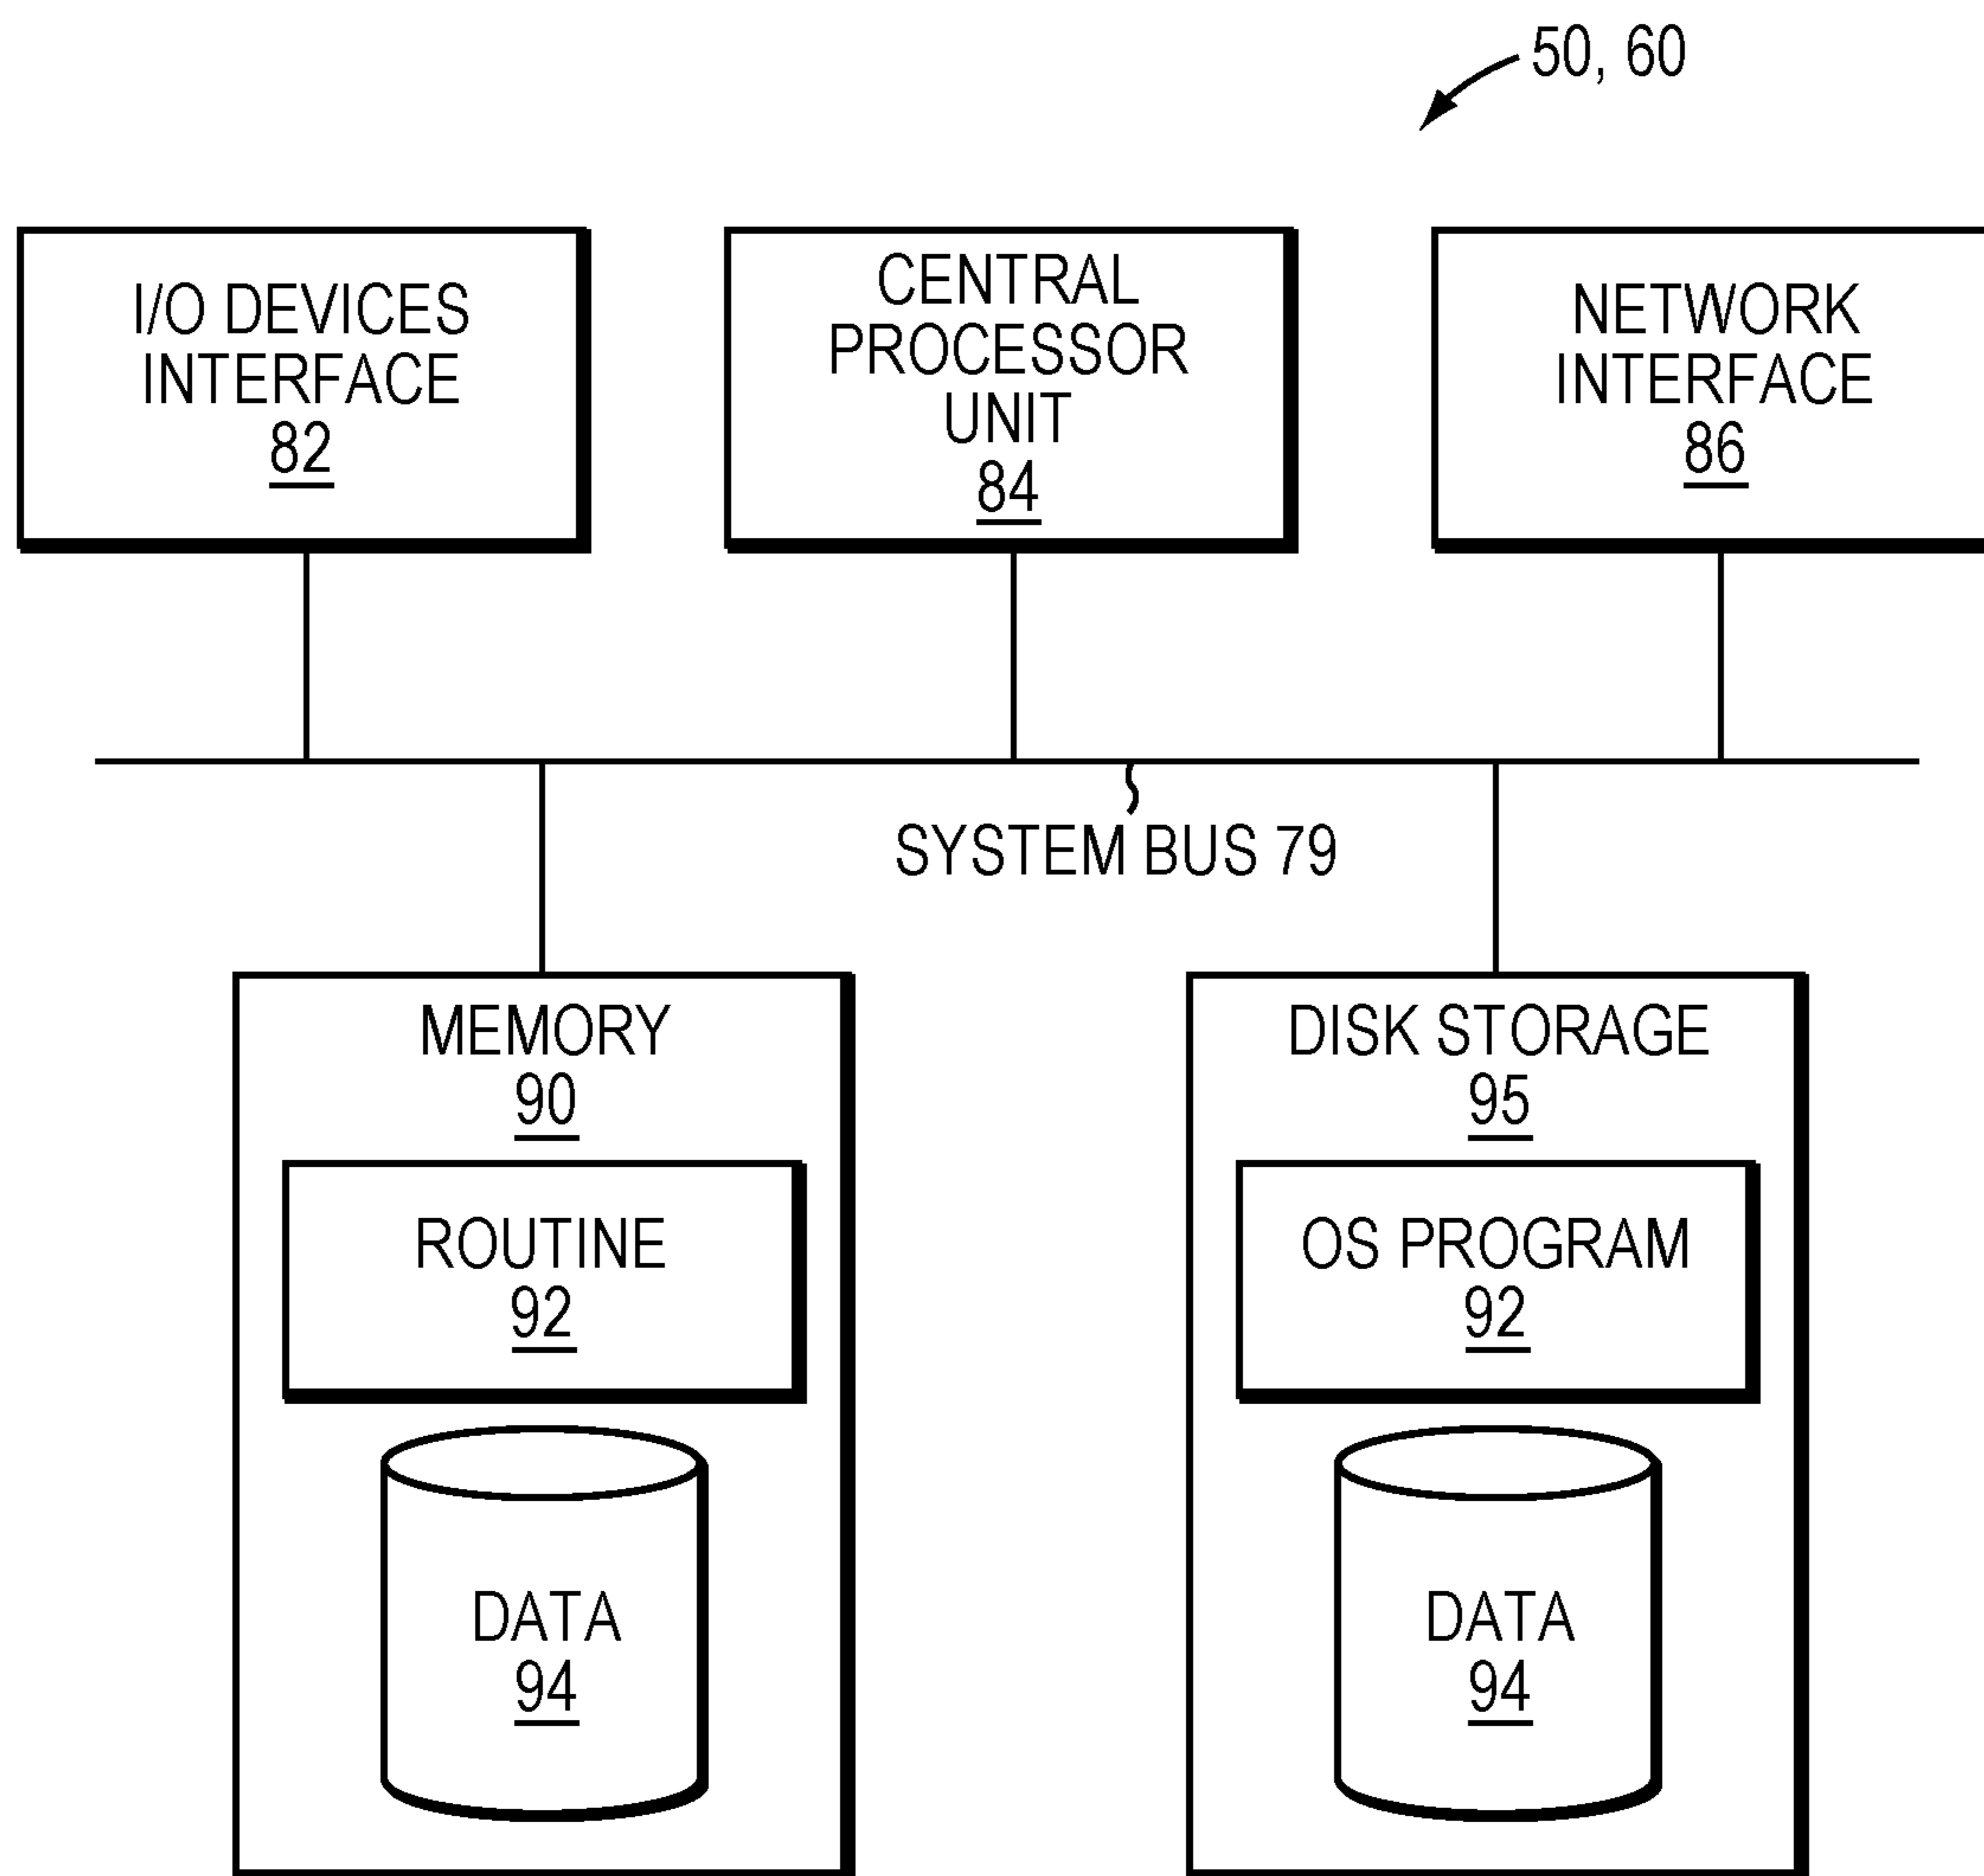 50, 60
I/O DEVICES
INTERFACE
82
CENTRAL
PROCESSOR
UNIT
84
NETWORK
INTERFACE
86
SYSTEM BUS 79
MEMORY
90
ROUTINE
92
DATA
94
DISK STORAGE
95
OS PROGRAM
92
DATA
94